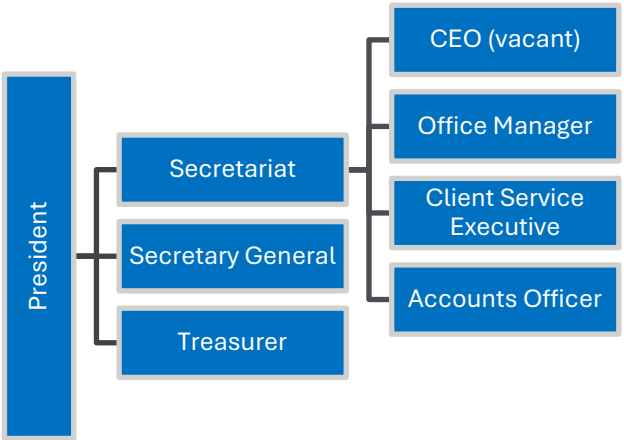 President
Secretariat
Secretary General
Treasurer
CEO (vacant)
Office Manager
Client Service
Executive
Accounts Officer